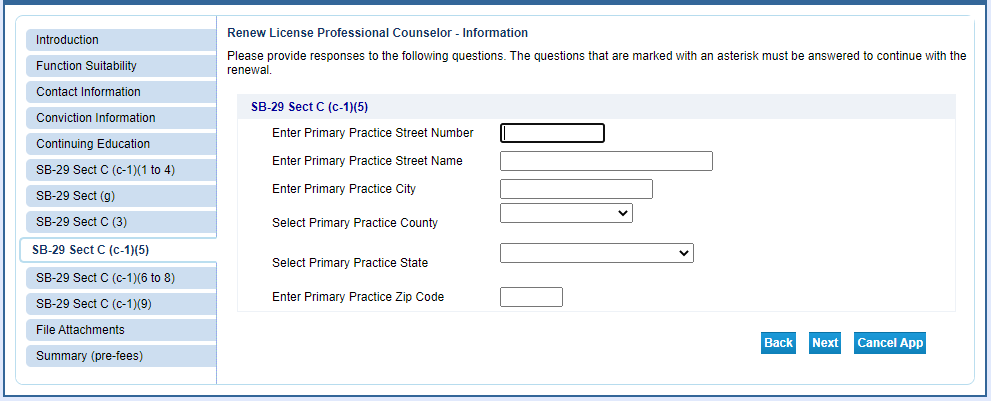 Introduction
Function Suitability
Contact Information
Conviction Information
Continuing Education
SB-29 Sect C (c-1)(1 to 4)
SB-29 Sect (g)
SB-29 Sect C (3)
SB-29 Sect C (c-1)(5)
SB-29 Sect C (c-1)(6 to 8)
SB-29 Sect C (c-1)(9)
File Attachments
Summary (pre-fees)
Renew License Professional Counselor - Information
Please provide responses to the following questions. The questions that are marked with an asterisk must be answered to continue with the
renewal.
SB-29 Sect C (c-1)(5)
Enter Primary Practice Street Number
Enter Primary Practice Street Name
Enter Primary Practice City
Select Primary Practice County
Select Primary Practice State
Enter Primary Practice Zip Code
Back Next Cancel App